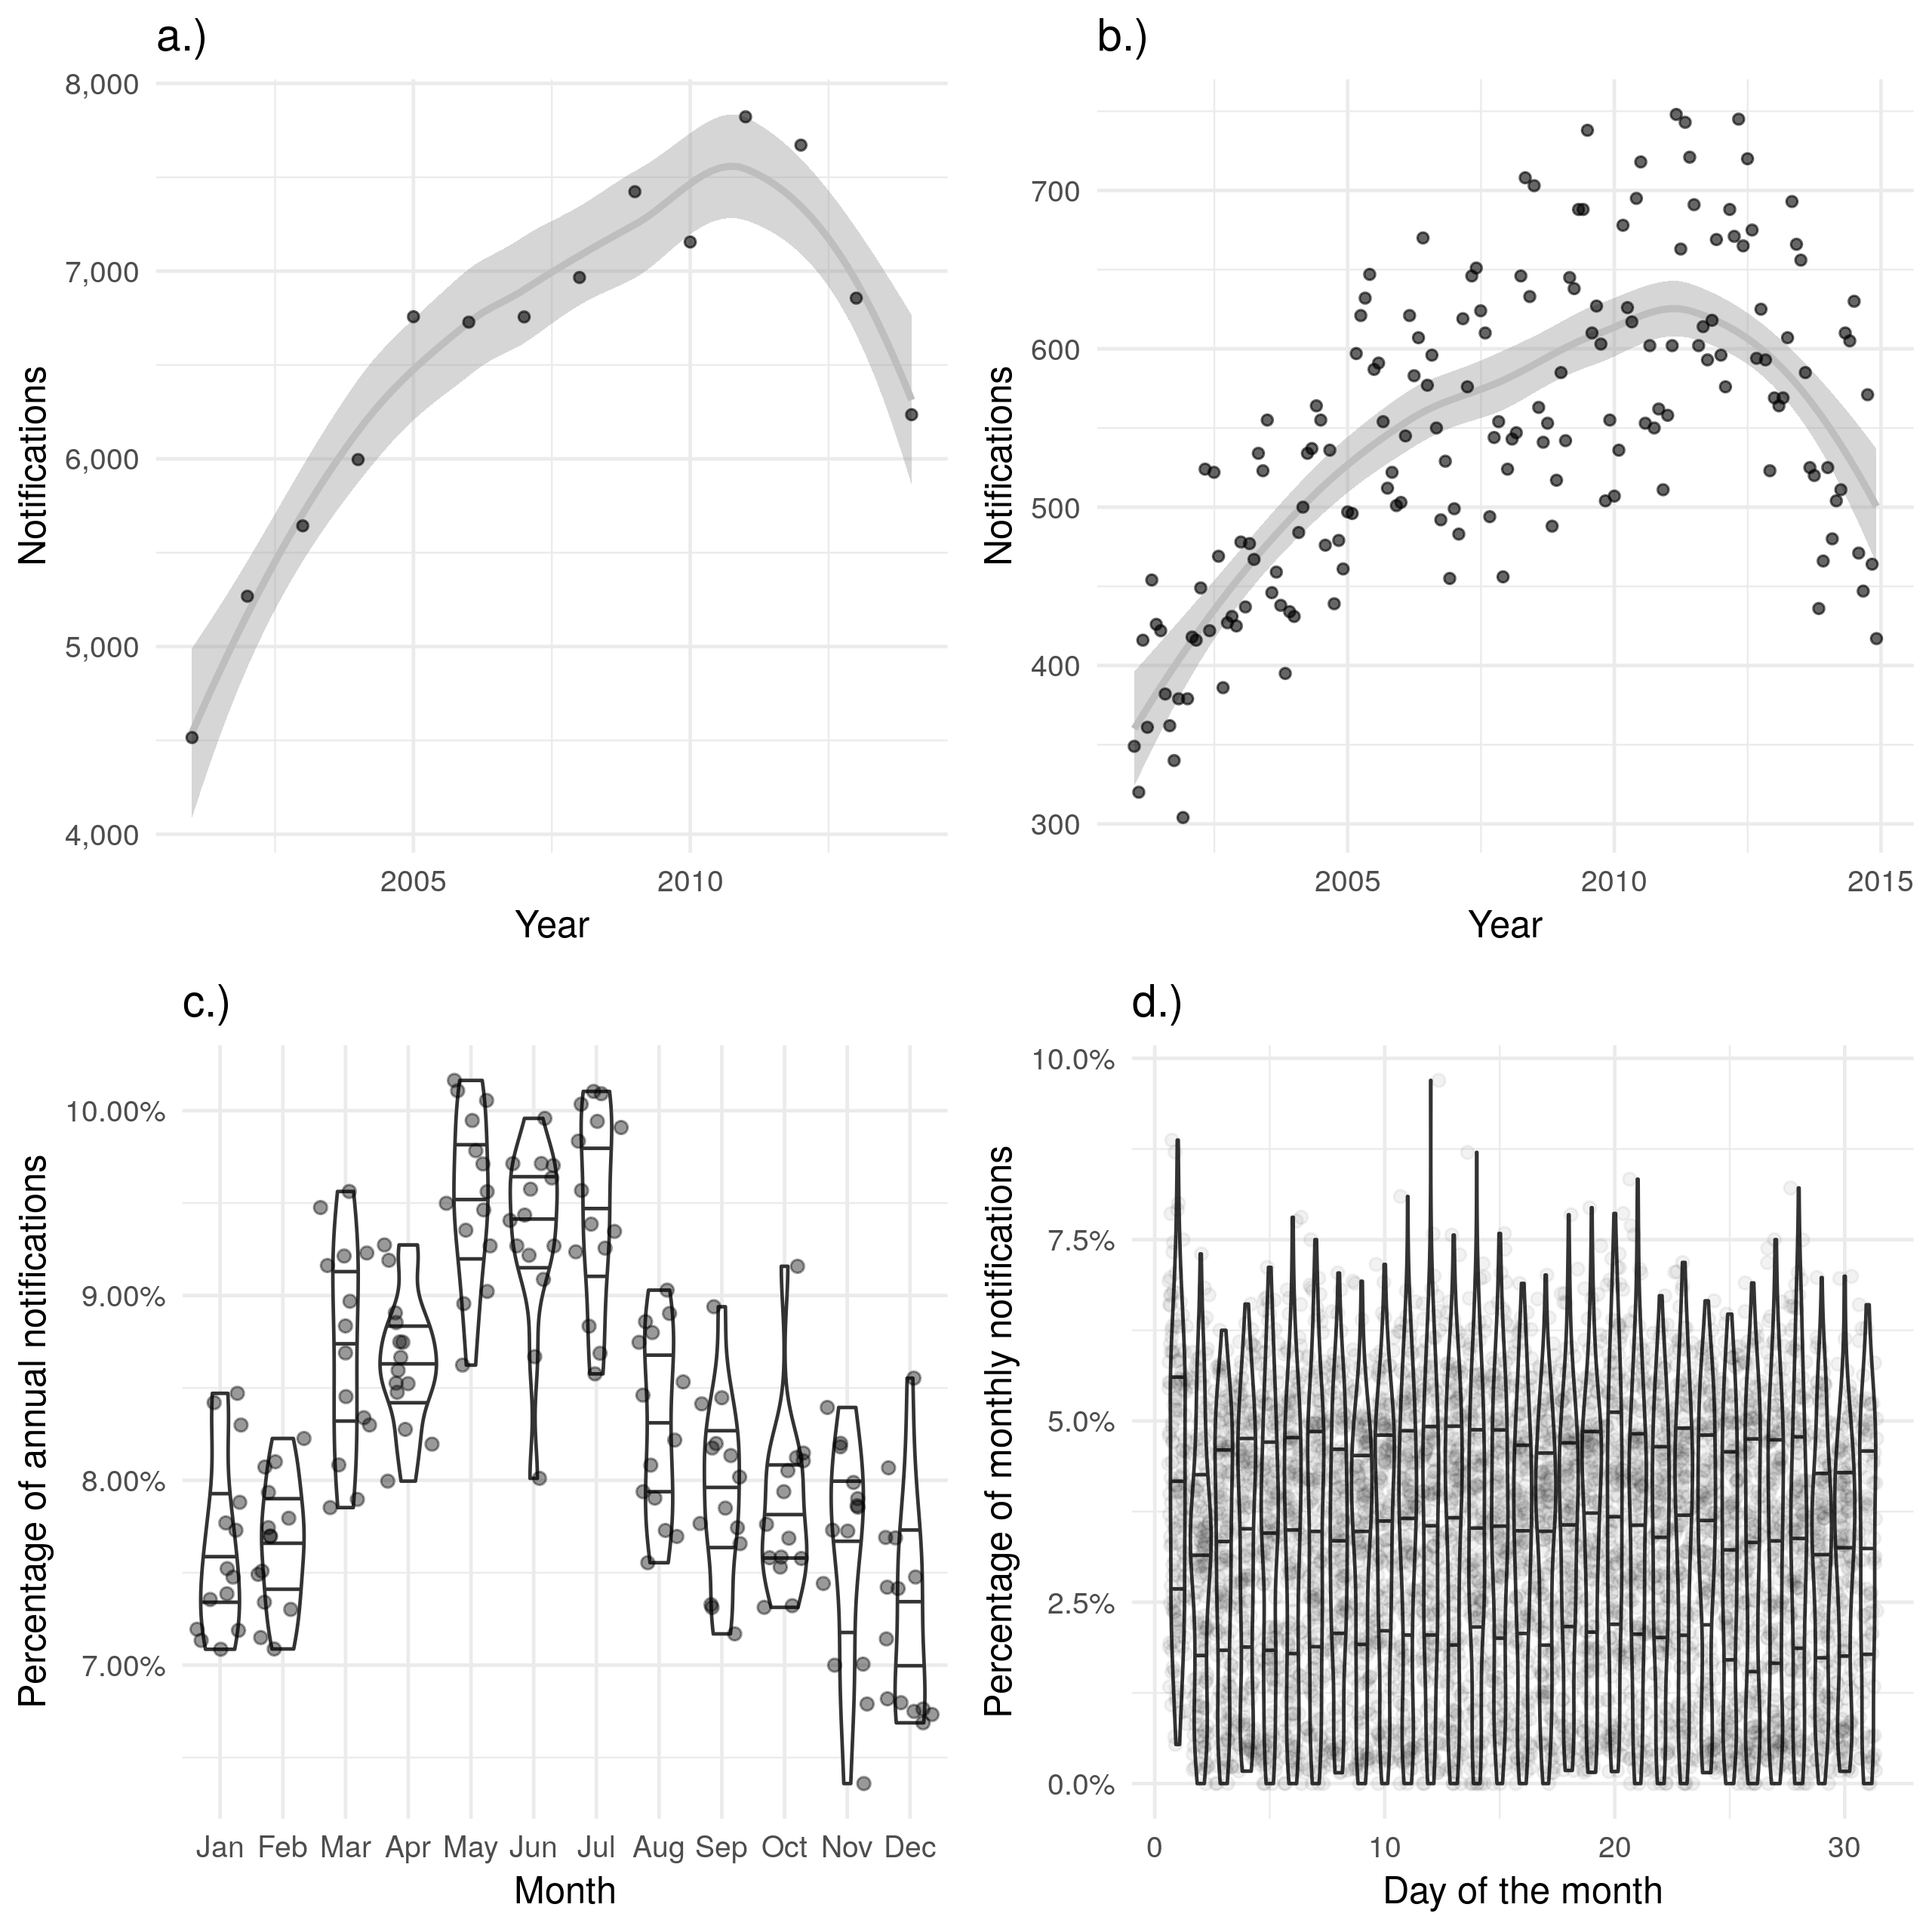 a.)
8,000
7,000
6,000
5,000
4,000
Notifications
2005 2010
Year
b.)
700
600
500
400
300
Notifications
2005 2010 2015
Year
c.)
10.00%
9.00%
8.00%
7.00%
Percentage of annual notifications
Jan Feb Mar Apr May Jun Jul Aug Sep Oct Nov Dec
Month
d.)
10.0%
7.5%
5.0%
2.5%
0.0%
Percentage of monthly notifications
0 10 20 30
Day of the month